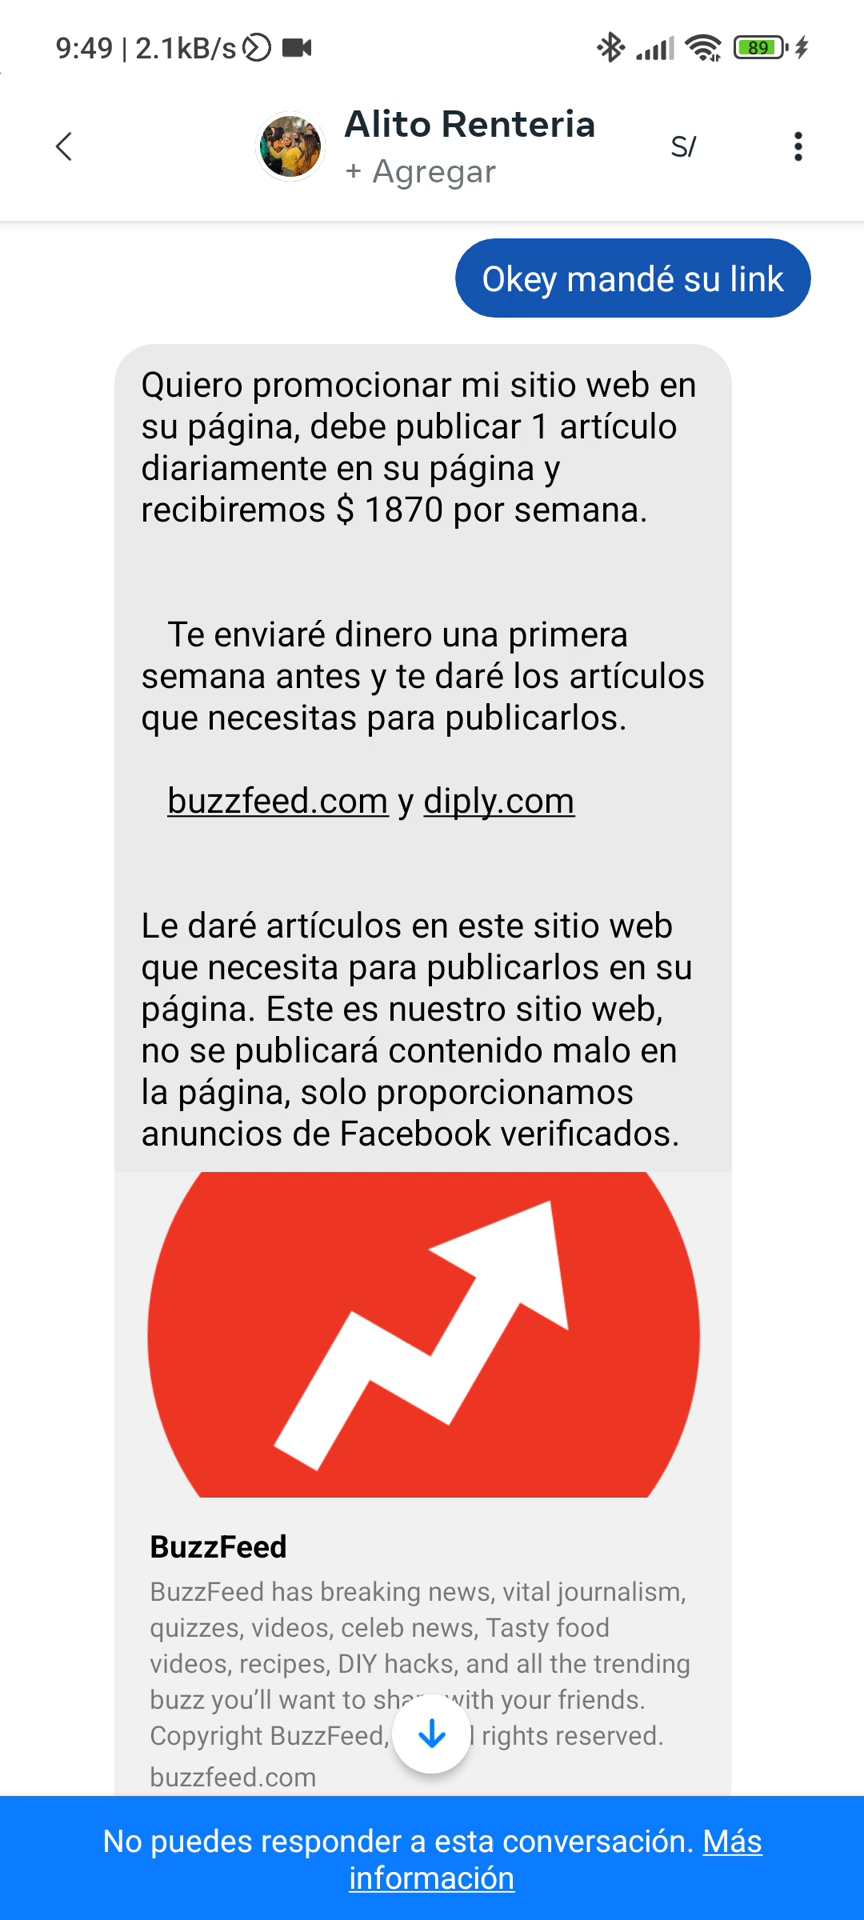 9:49 | 2.1kB/s
89
Alito Renteria
+ Agregar
S/
Okey mandé su link
Quiero promocionar mi sitio web en
su página, debe publicar 1 artículo
diariamente en su página y
recibiremos $ 1870 por semana.
Te enviaré dinero una primera
semana antes y te daré los artículos
que necesitas para publicarlos.
buzzfeed.com y diply.com
Le daré artículos en este sitio web
que necesita para publicarlos en su
página. Este es nuestro sitio web,
no se publicará contenido malo en
la página, solo proporcionamos
anuncios de Facebook verificados.
BuzzFeed
BuzzFeed has breaking news, vital journalism,
quizzes, videos, celeb news, Tasty food
videos, recipes, DIY hacks, and all the trending
buzz you’ll want to with your friends.
Copyright BuzzFeed, rights reserved.
buzzfeed.com
No puedes responder a esta conversación. Más
información